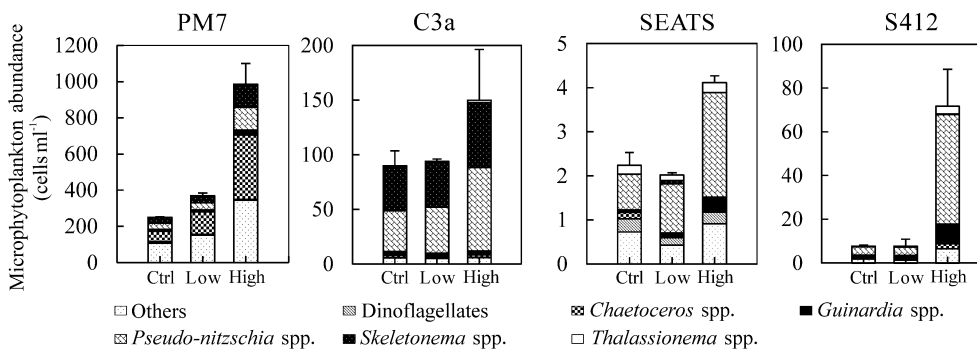 PM7 C3a SEATS S412
Microphytoplankton abundance
(cells ml⁻¹)
1200
1000
800
600
400
200
0
Ctrl Low High
200
150
100
50
0
Ctrl Low High
5
4
3
2
1
0
Ctrl Low High
100
80
60
40
20
0
Ctrl Low High
Others Dinoflagellates Chaetoceros spp. Guinardia spp.
Pseudo-nitzschia spp. Skeletonema spp. Thalassionema spp.